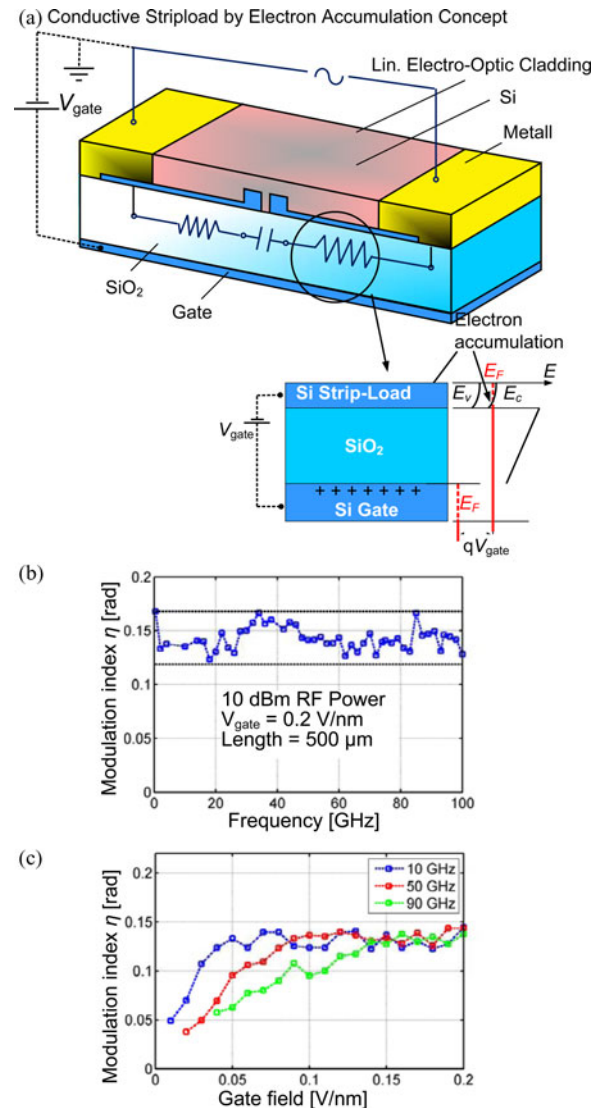 (a) Conductive Stripload by Electron Accumulation Concept
Lin. Electro-Optic Cladding
Si
Metall
V_gate
SiO₂
Gate
Electron
accumulation
E_F
E
E_v
E_c
Si Strip-Load
V_gate
SiO₂
+ + + + + + +
Si Gate
E_F
qV_gate
(b)
Modulation index η [rad]
0.2
0.15
0.1
0.05
0
10 dBm RF Power
V_gate = 0.2 V/nm
Length = 500 µm
0 20 40 60 80 100
Frequency [GHz]
(c)
Modulation index η [rad]
0.2
0.15
0.10
0.05
0
10 GHz
50 GHz
90 GHz
0 0.05 0.1 0.15 0.2
Gate field [V/nm]